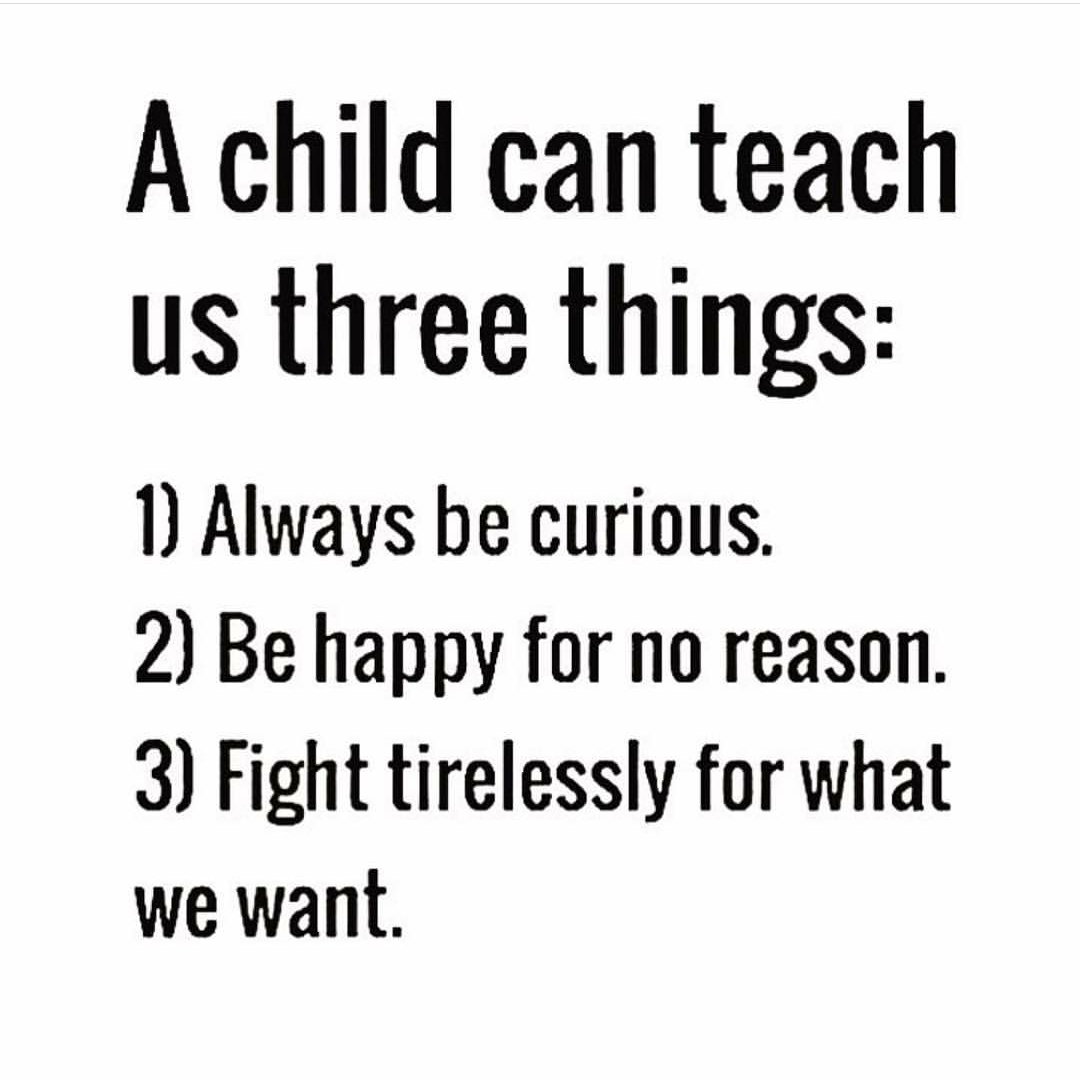 A child can teach
us three things:
1) Always be curious.
2) Be happy for no reason.
3) Fight tirelessly for what
we want.